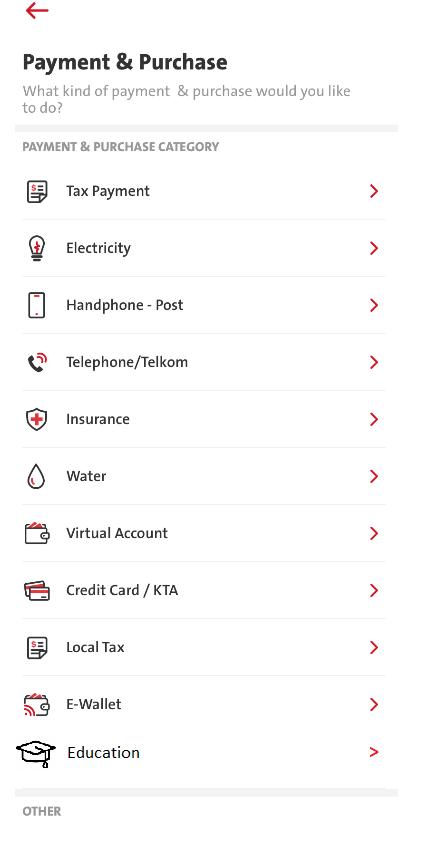 Payment & Purchase
What kind of payment & purchase would you like
to do?
PAYMENT & PURCHASE CATEGORY
Tax Payment
Electricity
Handphone - Post
Telephone/Telkom
Insurance
Water
Virtual Account
Credit Card / KTA
Local Tax
E-Wallet
Education
OTHER